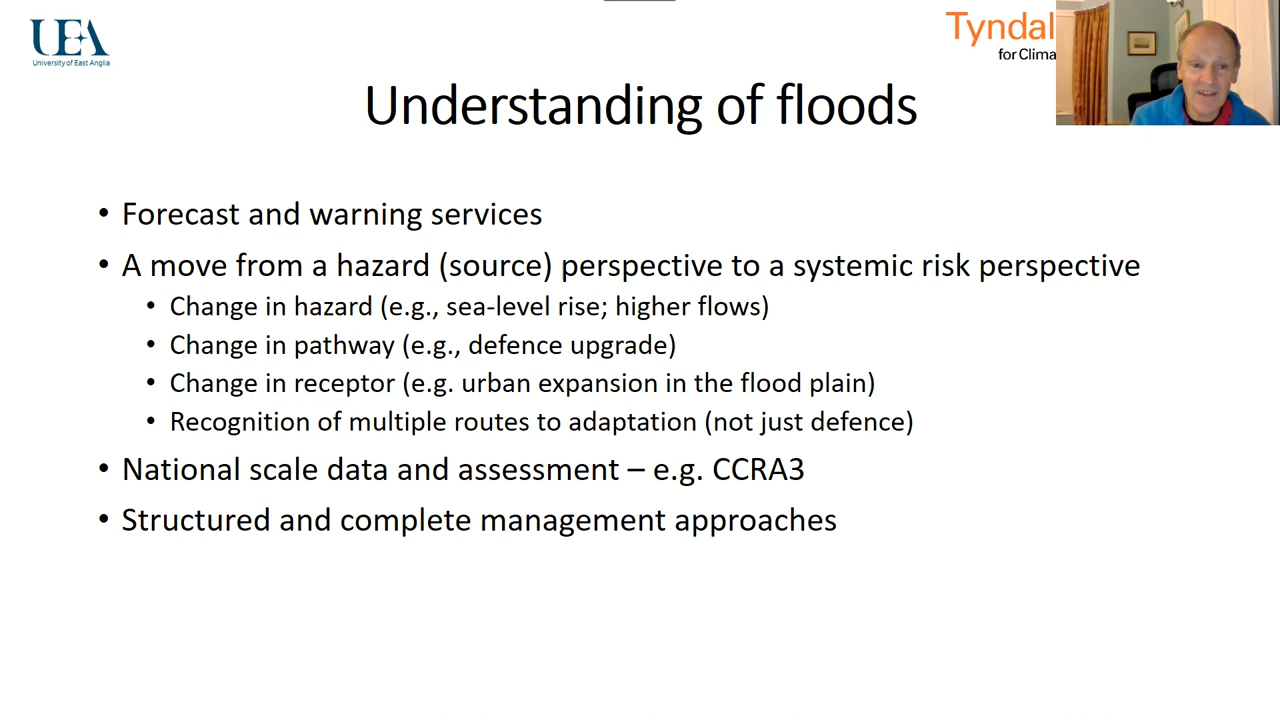 UEA
University of East Anglia
Tyndal
for Clima
Understanding of floods
• Forecast and warning services
• A move from a hazard (source) perspective to a systemic risk perspective
• Change in hazard (e.g., sea-level rise; higher flows)
• Change in pathway (e.g., defence upgrade)
• Change in receptor (e.g. urban expansion in the flood plain)
• Recognition of multiple routes to adaptation (not just defence)
• National scale data and assessment – e.g. CCRA3
• Structured and complete management approaches